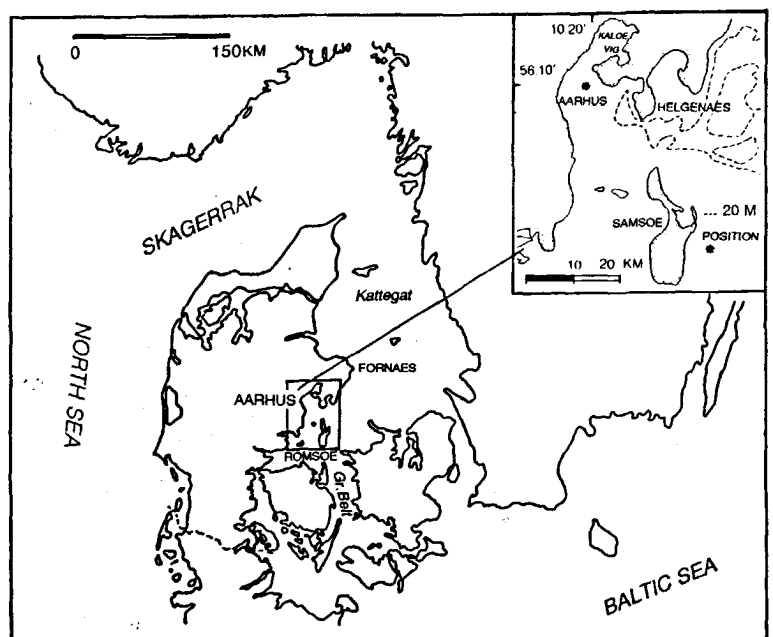 0 150KM
SKAGERRAK
NORTH SEA
Kattegat
FORNAES
AARHUS
ROMSOE
Gr. Belt
BALTIC SEA
10 20'
56 10'
KALOE
VIG
AARHUS
HELGENAES
SAMSOE
--- 20 M
POSITION
10 20 KM